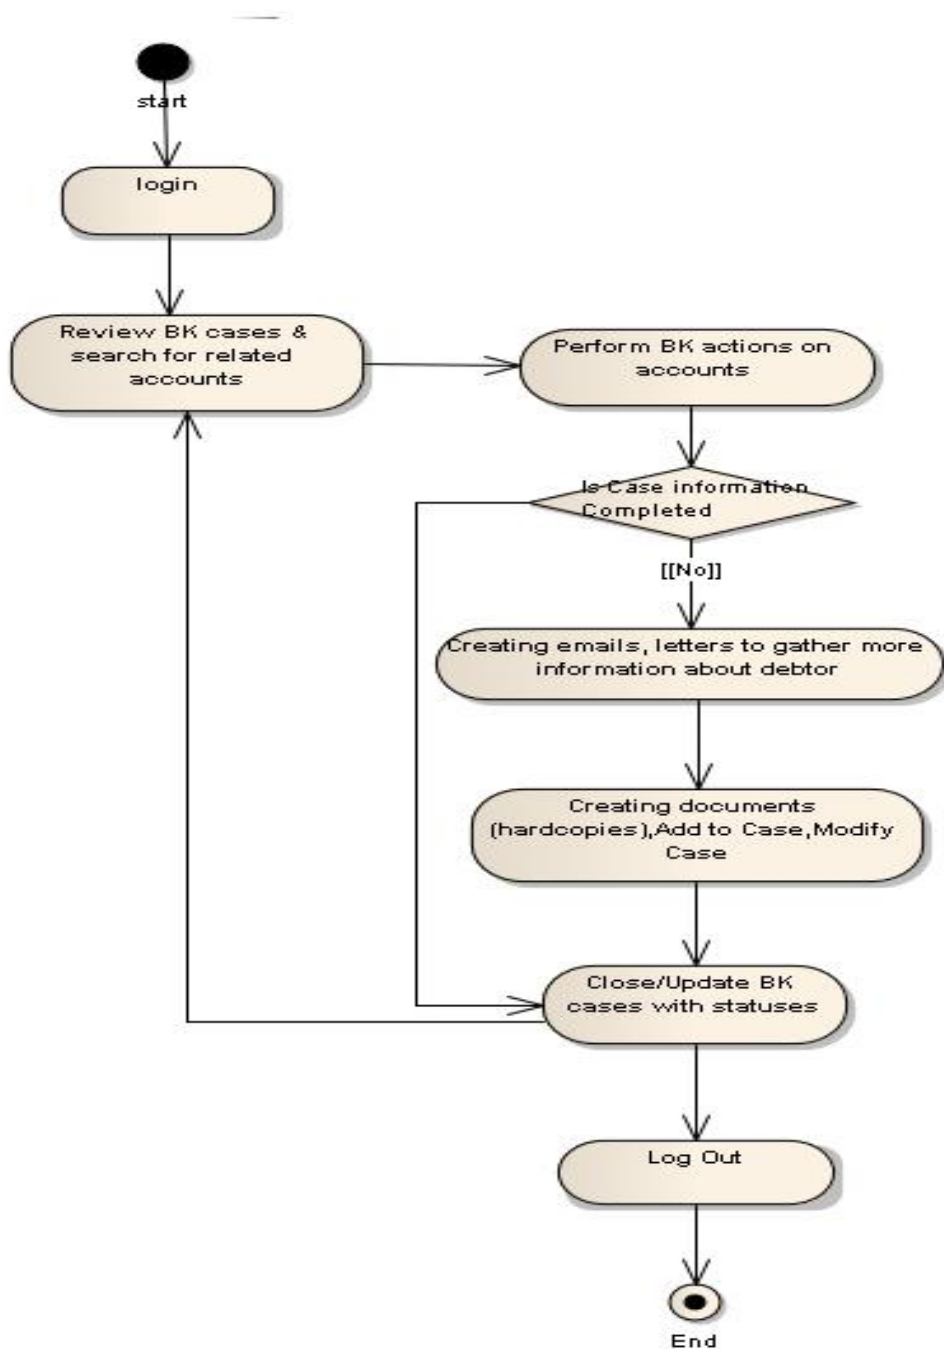 start
login
Review BK cases &
search for related
accounts
Perform BK actions on
accounts
Is Case information
Completed
[[No]]
Creating emails, letters to gather more
information about debtor
Creating documents
(hardcopies),Add to Case,Modify
Case
Close/Update BK
cases with statuses
Log Out
End